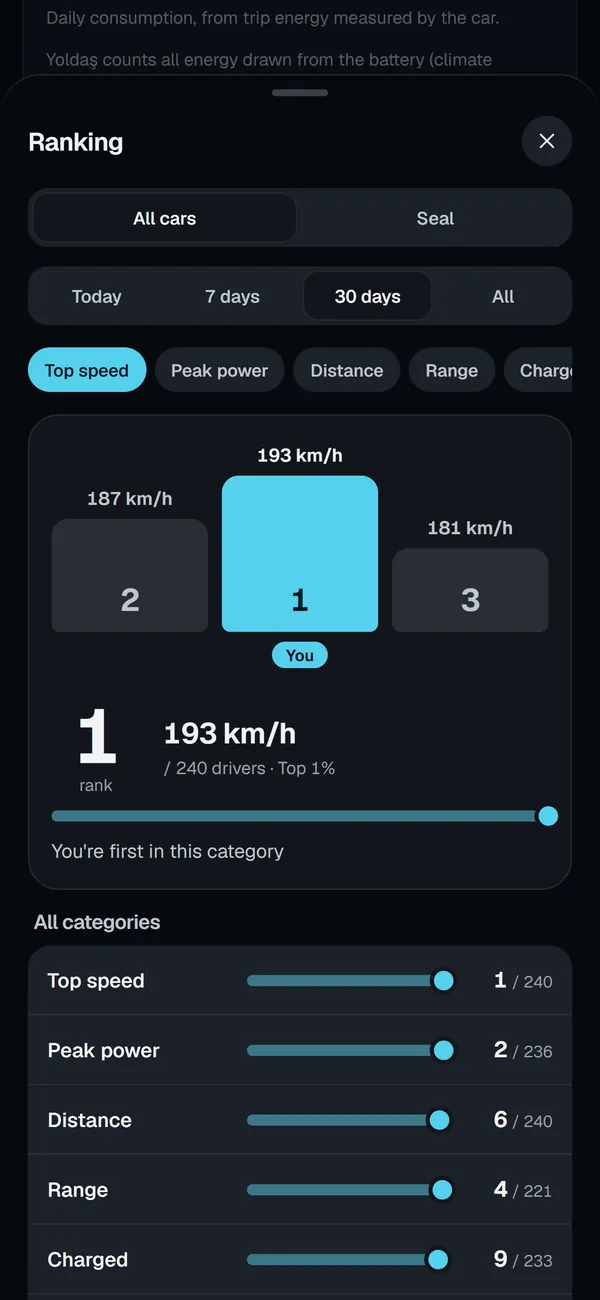 Daily consumption, from trip energy measured by the car.
Yoldaş counts all energy drawn from the battery (climate
Ranking
All cars
Seal
Today
7 days
30 days
All
Top speed
Peak power
Distance
Range
Charge
193 km/h
187 km/h
181 km/h
2
1
3
You
1
rank
193 km/h
/ 240 drivers · Top 1%
You're first in this category
All categories
Top speed
1 / 240
Peak power
2 / 236
Distance
6 / 240
Range
4 / 221
Charged
9 / 233